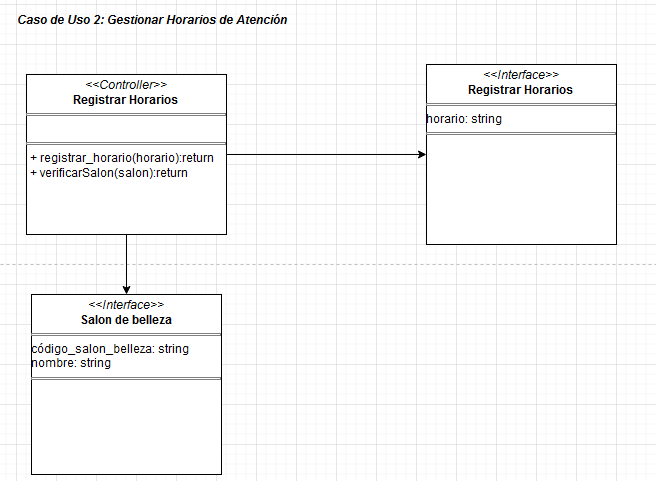 Caso de Uso 2: Gestionar Horarios de Atención
<<Controller>>
Registrar Horarios
+ registrar_horario(horario):return
+ verificarSalon(salon):return
<<Interface>>
Registrar Horarios
horario: string
<<Interface>>
Salon de belleza
código_salon_belleza: string
nombre: string